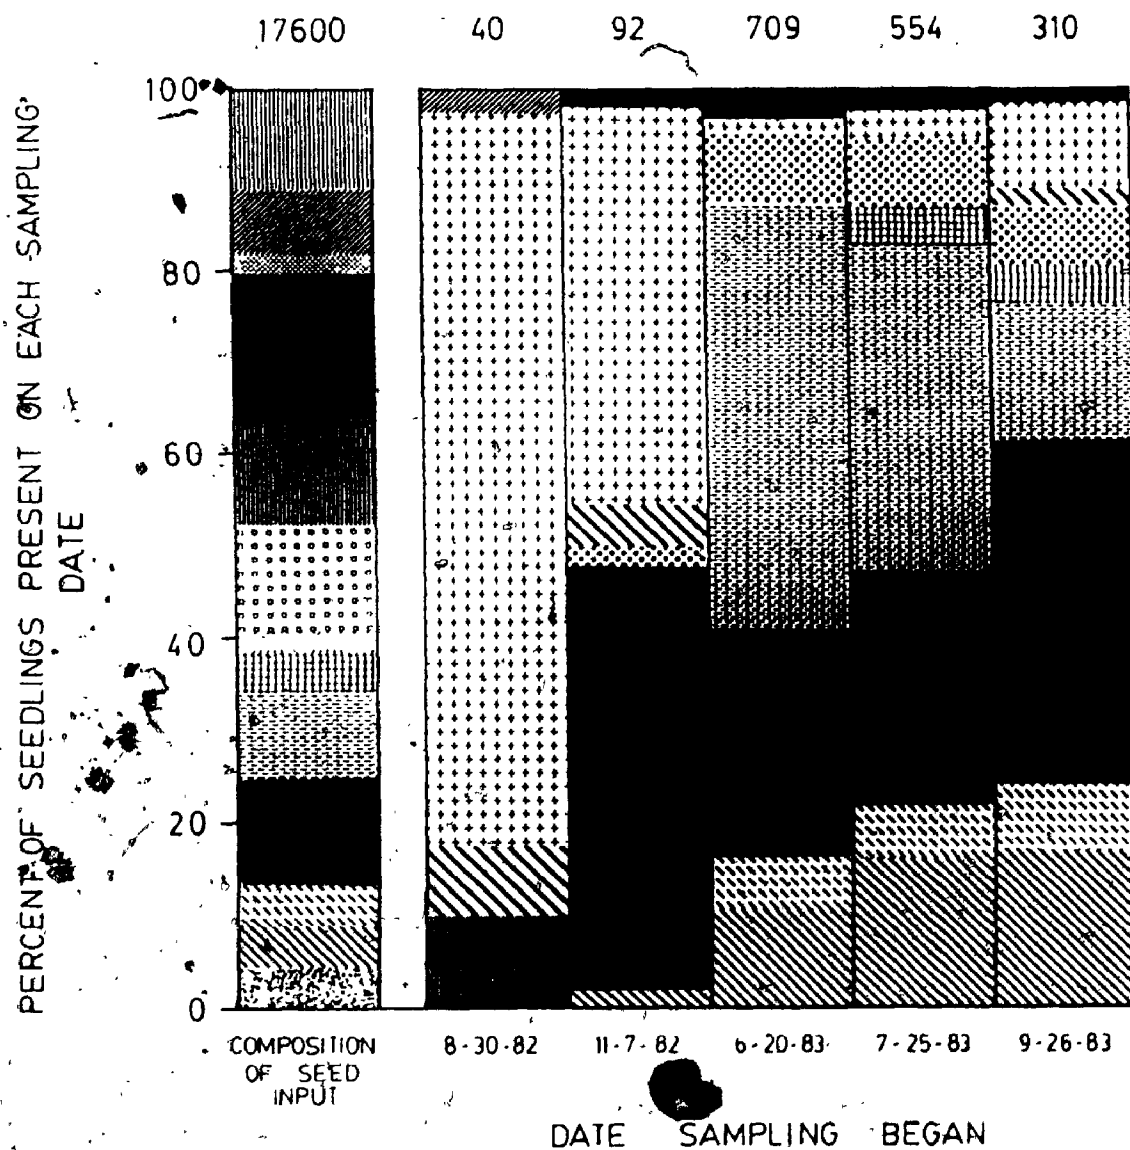 17600 40 92 709 554 310
PERCENT OF SEEDLINGS PRESENT ON EACH SAMPLING
DATE
100
80
60
40
20
0
COMPOSITION
OF SEED
INPUT
8-30-82 11-7-82 6-20-83 7-25-83 9-26-83
DATE SAMPLING BEGAN